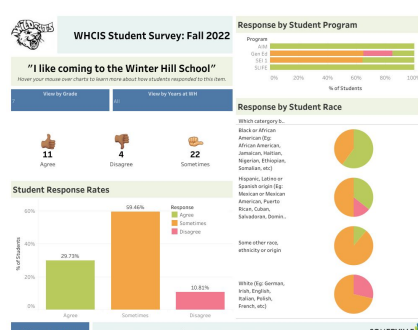 WHCIS Student Survey: Fall 2022
"I like coming to the Winter Hill School"
Hover your mouse over charts to learn more about how students responded to this item.
View by Grade
View by Years at WH
11
Agree
4
Disagree
22
Sometimes
Student Response Rates
Response
Agree
Sometimes
Disagree
% of Students
60%
40%
20%
0%
29.73%
59.46%
10.81%
Agree
Sometimes
Disagree
Response by Student Program
Program
AIM
Gen Ed
SEI 1
SLIFE
0%
20%
40%
60%
80%
100%
% of Students
Response by Student Race
Which catergory b..
Black or African
American (Eg:
African American,
Jamaican, Haitian,
Nigerian, Ethiopian,
Somalian, etc)
Hispanic, Latino or
Spanish origin (Eg:
Mexican or Mexican
American, Puerto
Rican, Cuban,
Salvadoran, Domin..
Some other race,
ethnicity or origin
White (Eg: German,
Irish, English,
Italian, Polish,
French, etc)